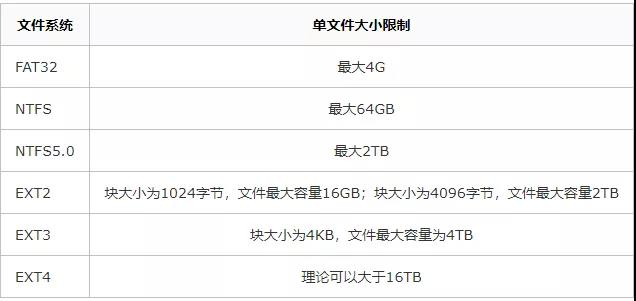 文件系统 单文件大小限制
FAT32 最大4G
NTFS 最大64GB
NTFS5.0 最大2TB
EXT2 块大小为1024字节，文件最大容量16GB；块大小为4096字节，文件最大容量2TB
EXT3 块大小为4KB，文件最大容量为4TB
EXT4 理论可以大于16TB